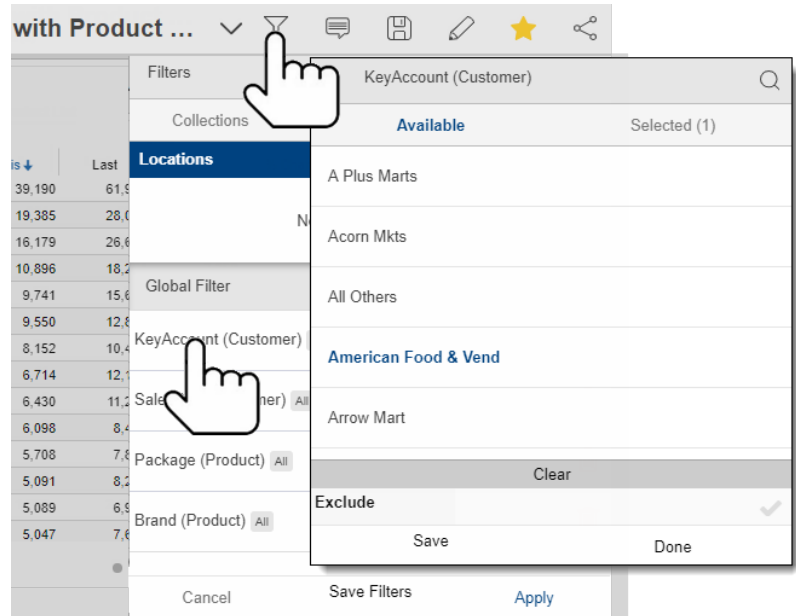 with Product ...
Filters
KeyAccount (Customer)
Collections
Available
Selected (1)
Locations
is Last
39,190
19,385
16,179
10,896
9,741
9,550
8,152
6,714
6,430
6,098
5,708
5,091
5,089
5,047
A Plus Marts
Acorn Mkts
All Others
American Food & Vend
Arrow Mart
Global Filter
KeyAccount (Customer)
All
Package (Product) All
Brand (Product) All
Clear
Exclude
Save
Done
Cancel
Save Filters
Apply